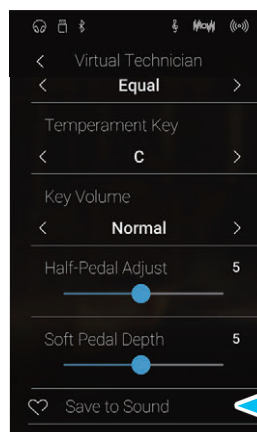 Virtual Technician
Equal
Temperament Key
C
Key Volume
Normal
Half-Pedal Adjust 5
Soft Pedal Depth 5
Save to Sound